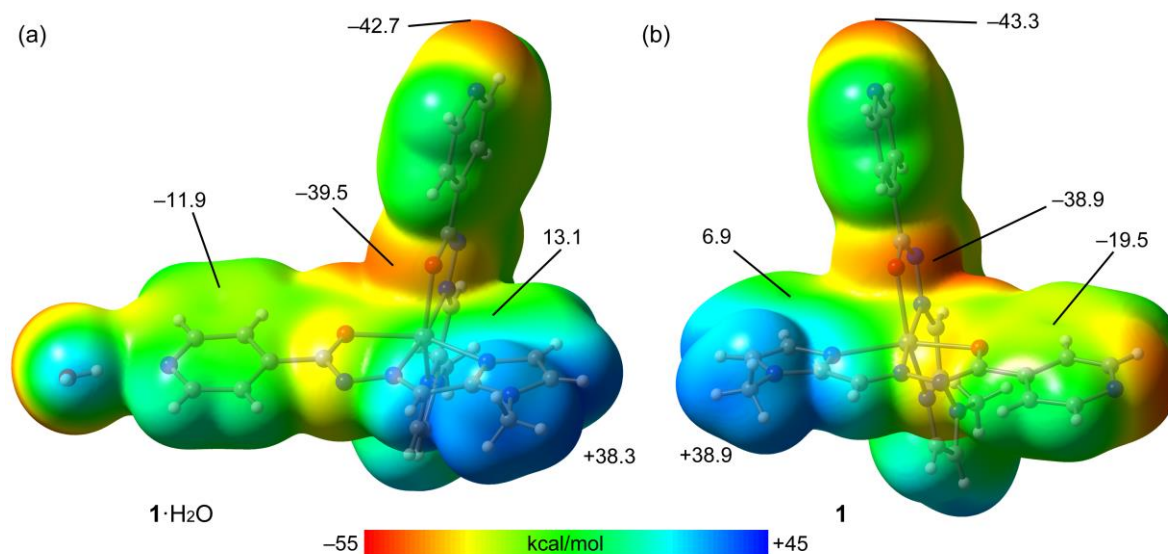 (a)
–42.7
–39.5
–11.9
13.1
+38.3
1·H₂O
(b)
–43.3
–38.9
6.9
–19.5
+38.9
1
–55 kcal/mol +45